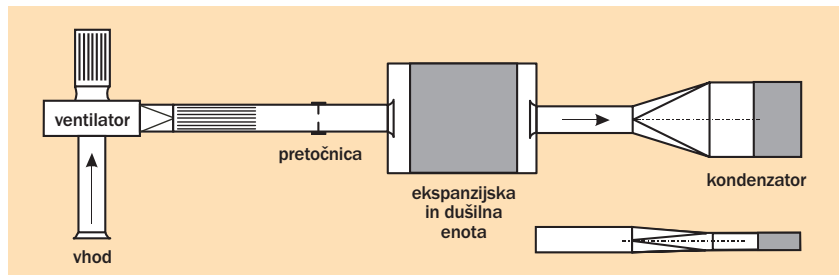 ventilator
pretočnica
vhod
ekspanzijska
in dušilna
enota
kondenzator